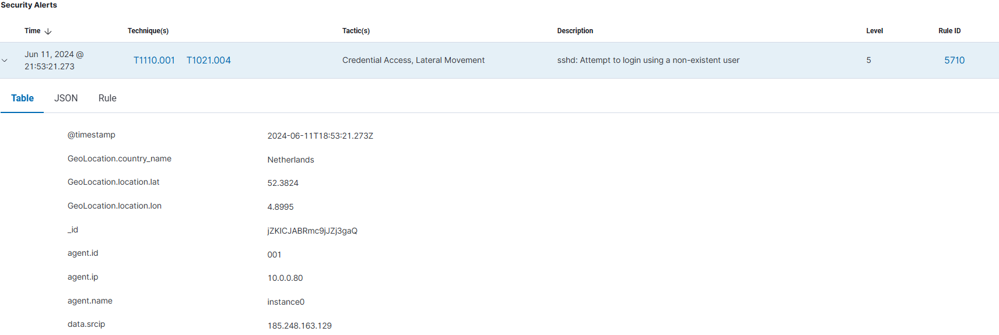 Security Alerts
Time Technique(s) Tactic(s) Description Level Rule ID
Jun 11, 2024 @
21:53:21.273
T1110.001 T1021.004 Credential Access, Lateral Movement sshd: Attempt to login using a non-existent user 5 5710
Table JSON Rule
@timestamp 2024-06-11T18:53:21.273Z
GeoLocation.country_name Netherlands
GeoLocation.location.lat 52.3824
GeoLocation.location.lon 4.8995
_id jZKICJABRmc9jJZj3gaQ
agent.id 001
agent.ip 10.0.0.80
agent.name instance0
data.srcip 185.248.163.129